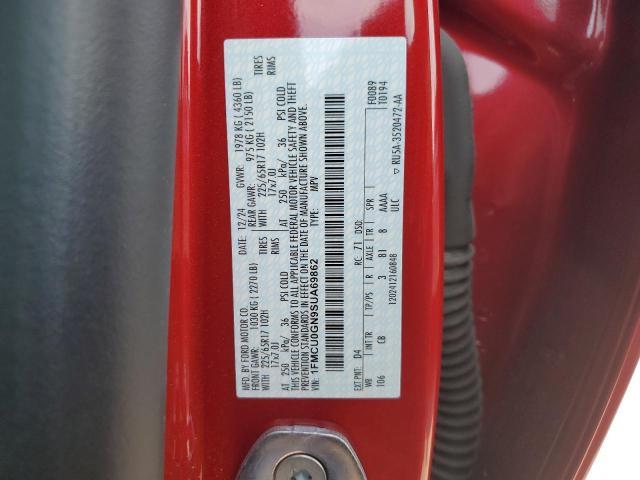 MFD. BY FORD MOTOR CO.
DATE: 12/24 GVWR: 1978 KG ( 4360 LB)
FRONT GAWR: 1030 KG (2270 LB) REAR GAWR: 975 KG ( 2150 LB)
WITH 225/65R17 102H TIRES WITH 225/65R17 102H TIRES
17x7.0J RIMS 17x7.0J RIMS
AT 250 kPa/ 36 PSI COLD AT 250 kPa/ 36 PSI COLD
THIS VEHICLE CONFORMS TO ALL APPLICABLE FEDERAL MOTOR VEHICLE SAFETY AND THEFT
PREVENTION STANDARDS IN EFFECT ON THE DATE OF MANUFACTURE SHOWN ABOVE.
VIN: 1FMCU0GN9SUA69862 TYPE: MPV
EXT PNT: D4 RC: 71 DSO: F0089
T0194
WB INT TR TP/PS R AXLE TR SPR
106 CB 3 81 8 AAAA
1202412160848 ULC
▽ RU5A-3520472-AA